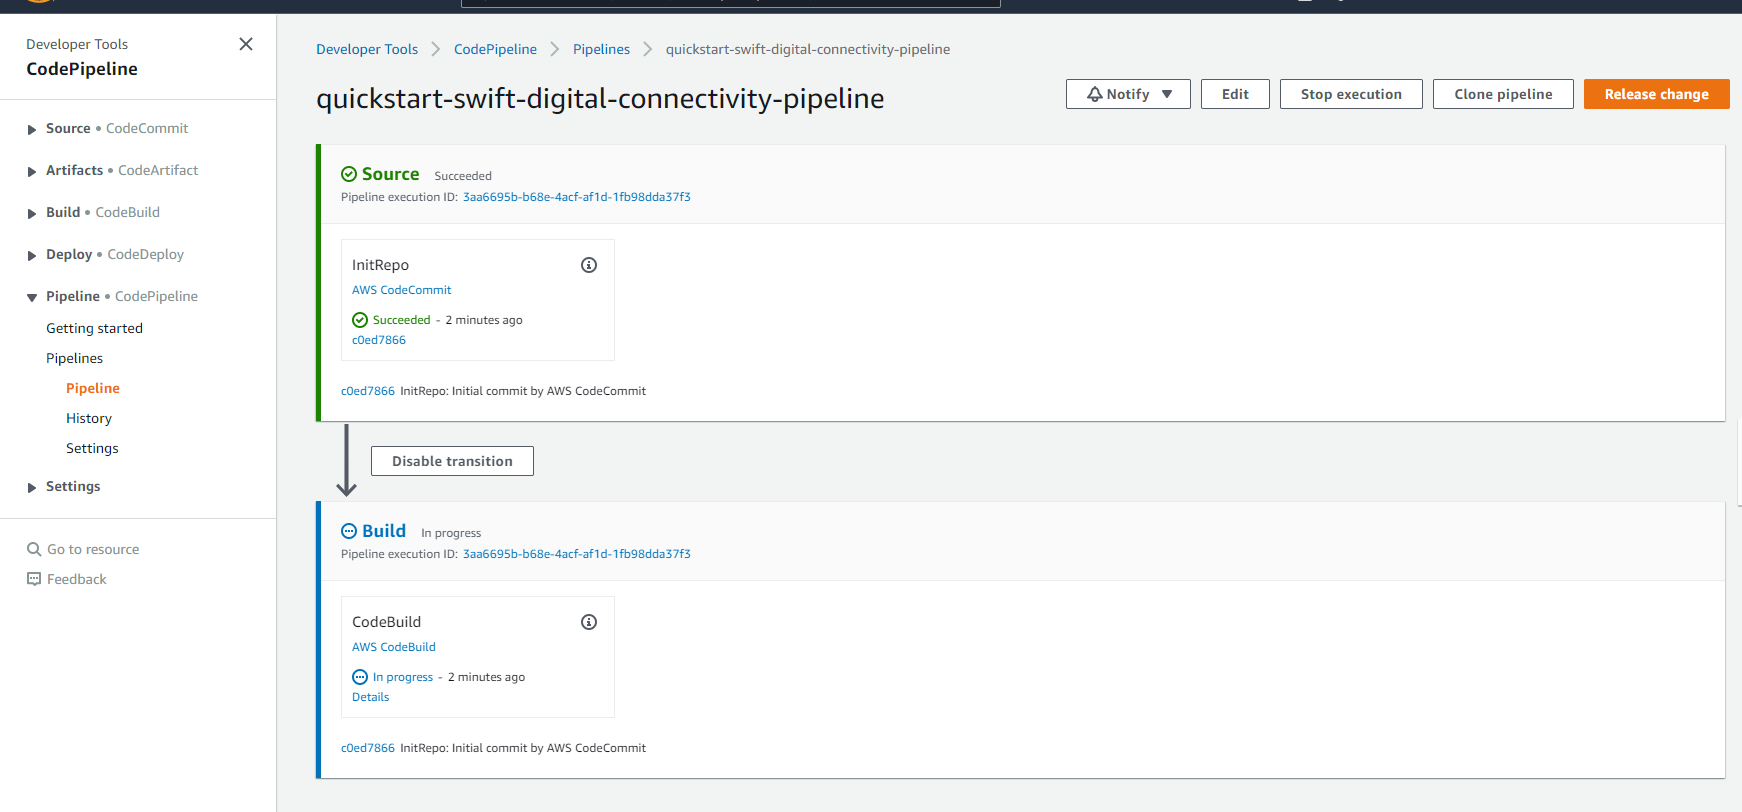 Developer Tools
CodePipeline
Source • CodeCommit
Artifacts • CodeArtifact
Build • CodeBuild
Deploy • CodeDeploy
Pipeline • CodePipeline
Getting started
Pipelines
Pipeline
History
Settings
Settings
Go to resource
Feedback
Developer Tools > CodePipeline > Pipelines > quickstart-swift-digital-connectivity-pipeline
quickstart-swift-digital-connectivity-pipeline
Notify Edit Stop execution Clone pipeline Release change
Source Succeeded
Pipeline execution ID: 3aa6695b-b68e-4acf-af1d-1fb98dda37f3
InitRepo
AWS CodeCommit
Succeeded - 2 minutes ago
c0ed7866
c0ed7866 InitRepo: Initial commit by AWS CodeCommit
Disable transition
Build In progress
Pipeline execution ID: 3aa6695b-b68e-4acf-af1d-1fb98dda37f3
CodeBuild
AWS CodeBuild
In progress - 2 minutes ago
Details
c0ed7866 InitRepo: Initial commit by AWS CodeCommit